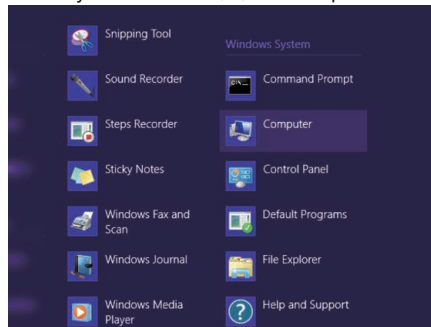 Snipping Tool
Sound Recorder
Steps Recorder
Sticky Notes
Windows Fax and
Scan
Windows Journal
Windows Media
Player
Windows System
Command Prompt
Computer
Control Panel
Default Programs
File Explorer
Help and Support